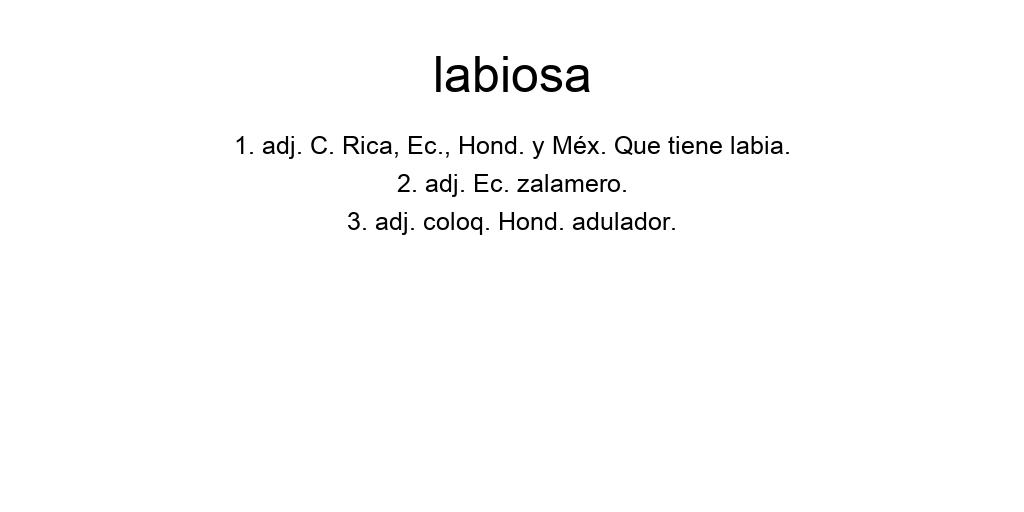 labiosa
1. adj. C. Rica, Ec., Hond. y Méx. Que tiene labia.
2. adj. Ec. zalamero.
3. adj. coloq. Hond. adulador.